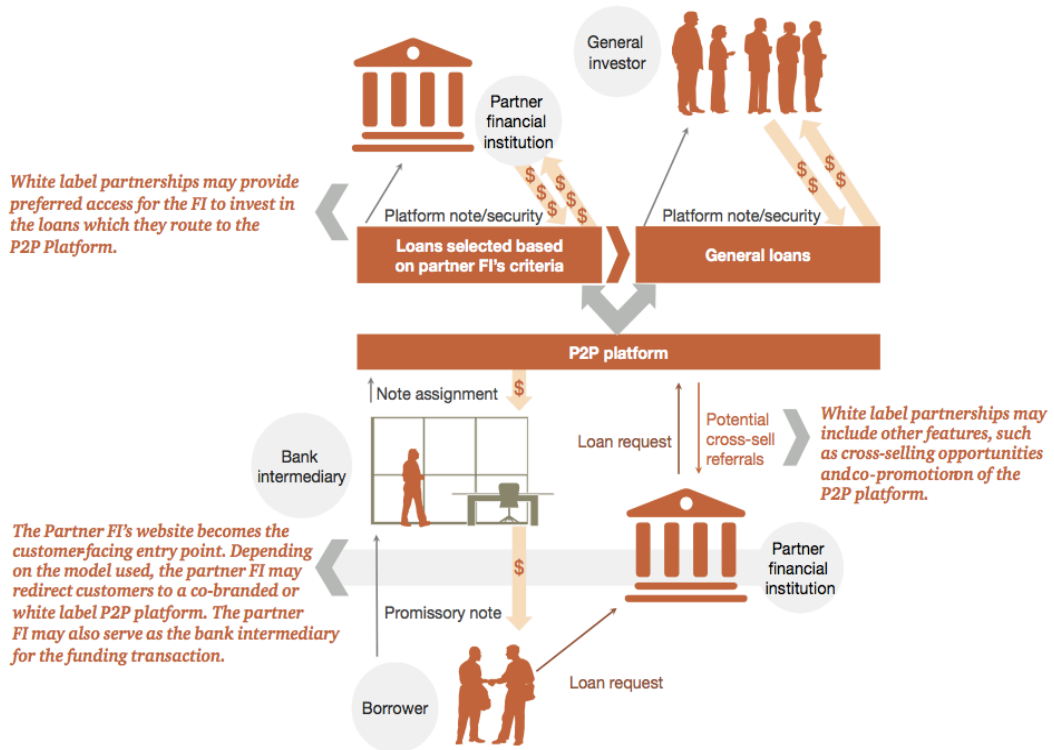 General
investor
Partner
financial
institution
$
$
$
$
$
$
$
$
$
$
White label partnerships may provide
preferred access for the FI to invest in
the loans which they route to the
P2P Platform.
Platform note/security
Platform note/security
Loans selected based
on partner FI's criteria
General loans
P2P platform
Note assignment
$
Bank
intermediary
Loan request
Potential
cross-sell
referrals
White label partnerships may
include other features, such
as cross-selling opportunities
and co-promotionon of the
P2P platform.
The Partner FI's website becomes the
customer-facing entry point. Depending
on the model used, the partner FI may
redirect customers to a co-branded or
white label P2P platform. The partner
FI may also serve as the bank intermediary
for the funding transaction.
$
Partner
financial
institution
Promissory note
Loan request
Borrower